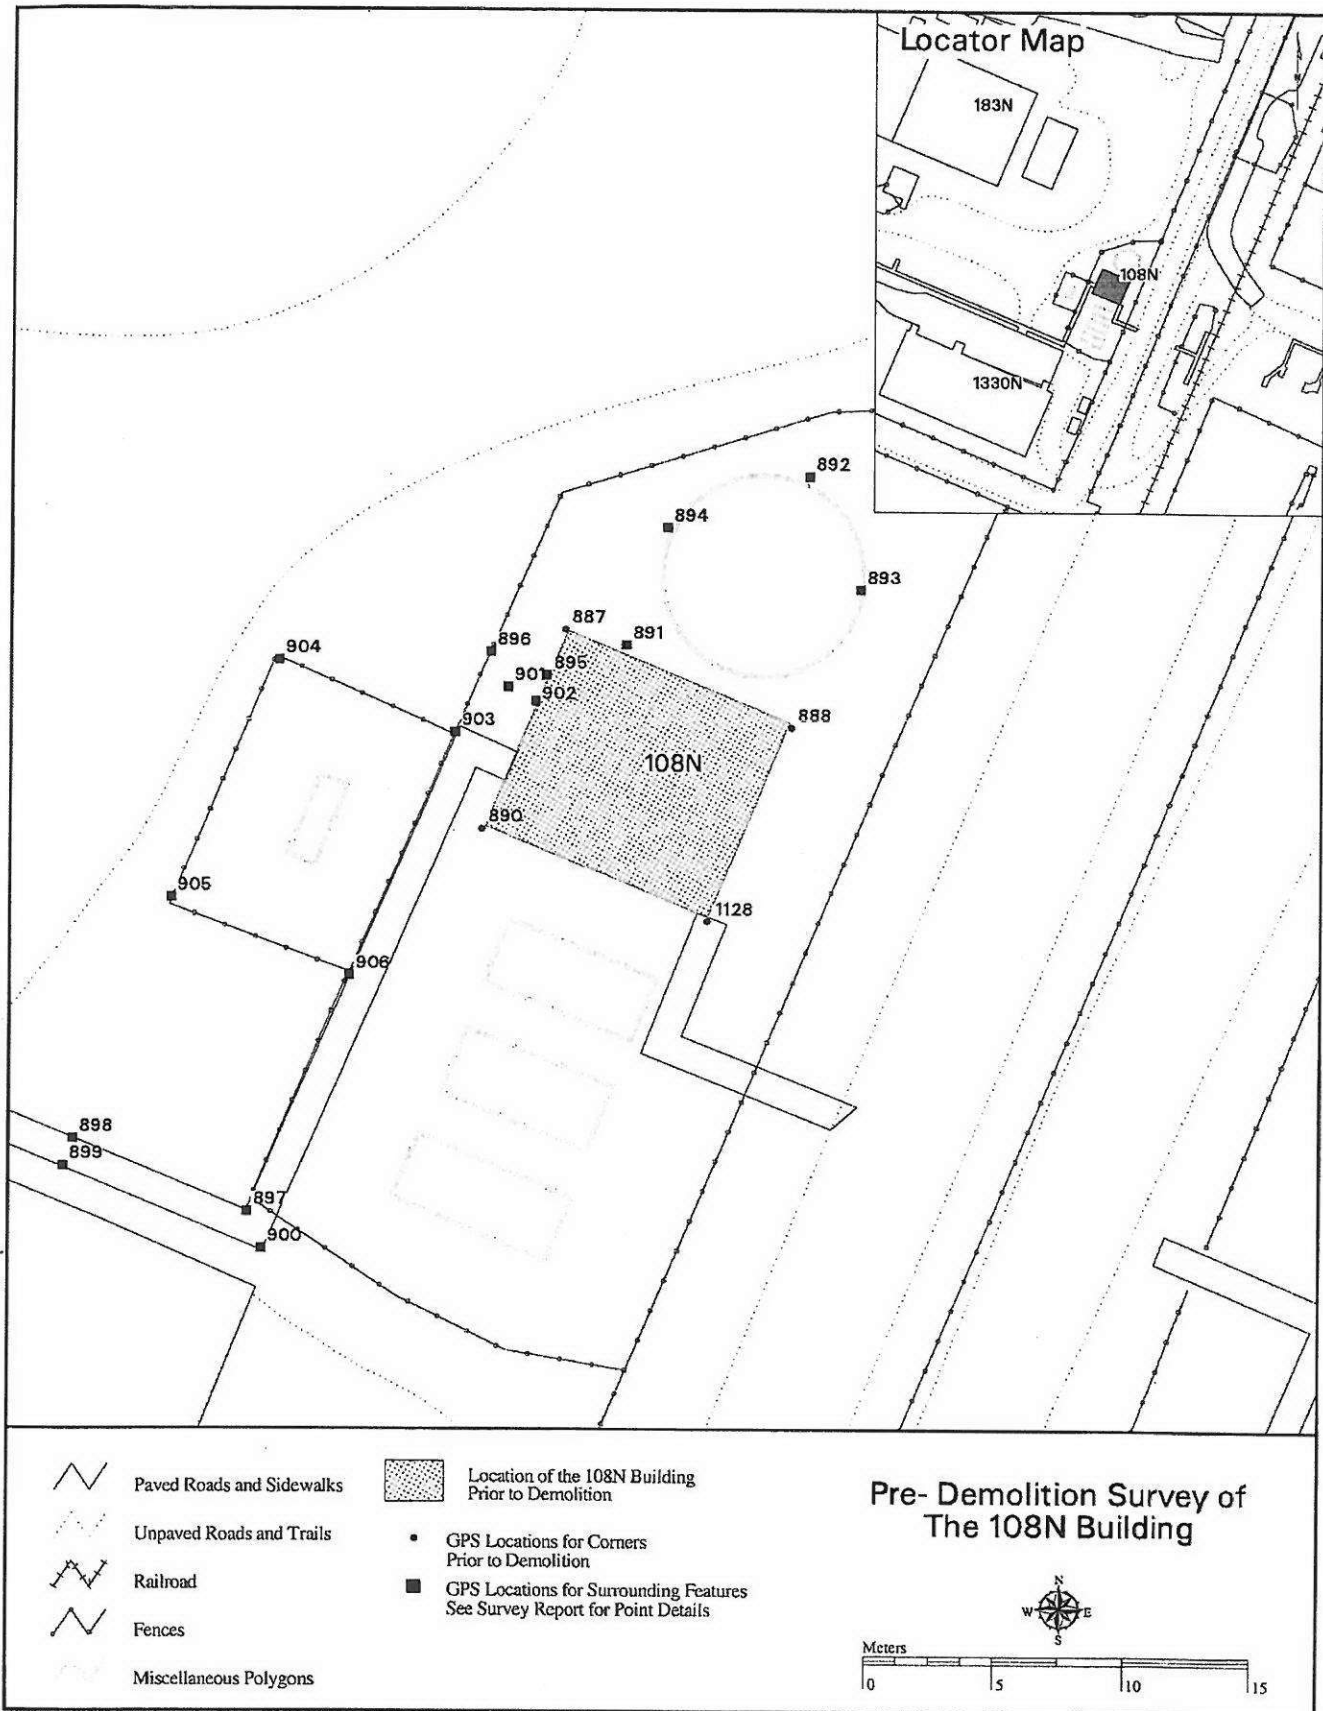 Locator Map
183N
108N
1330N
N
892
894
893
887
891
896
895
901
902
904
903
888
108N
890
905
1128
906
898
899
897
900
Paved Roads and Sidewalks
Unpaved Roads and Trails
Railroad
Fences
Miscellaneous Polygons
Location of the 108N Building
Prior to Demolition
GPS Locations for Corners
Prior to Demolition
GPS Locations for Surrounding Features
See Survey Report for Point Details
Pre- Demolition Survey of
The 108N Building
N
W E
S
Meters
0 5 10 15